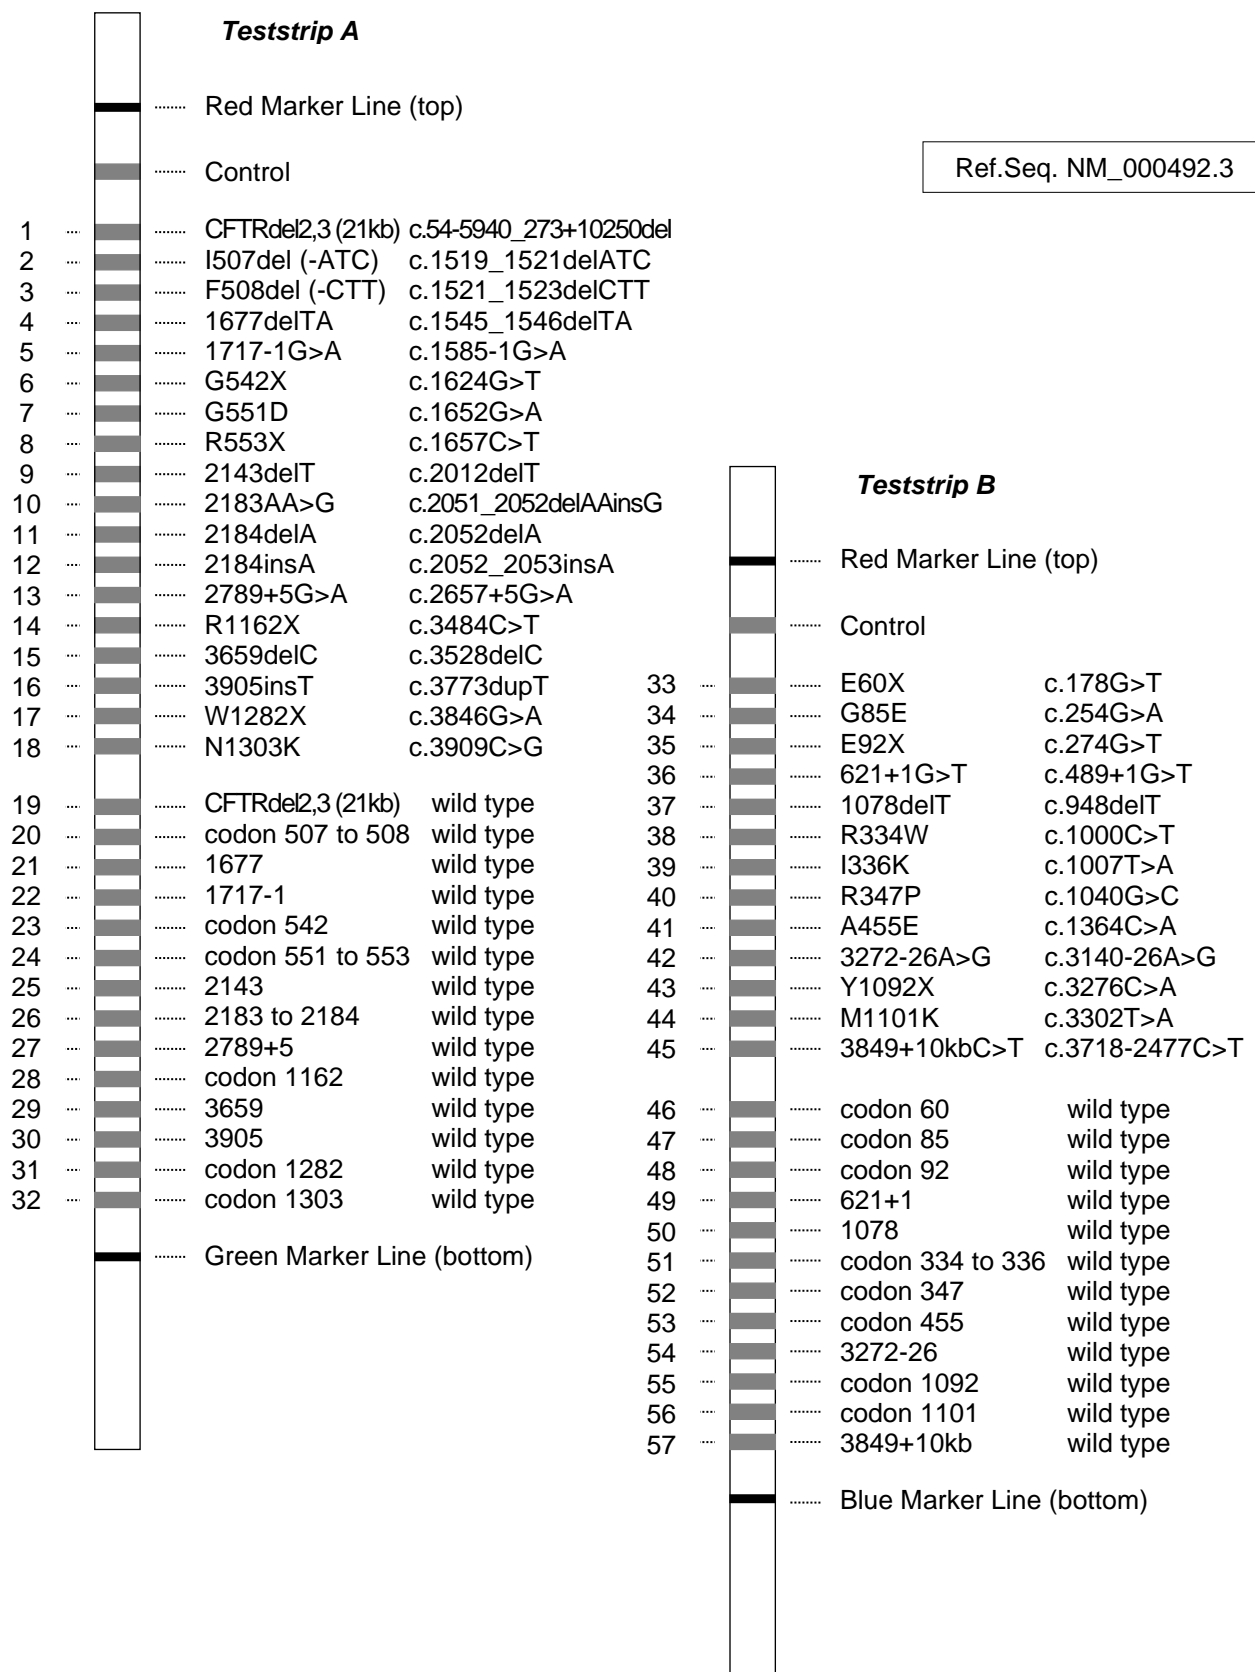 Teststrip A
Red Marker Line (top)
Control
Ref.Seq. NM_000492.3
1 CFTRdel2,3 (21kb) c.54-5940_273+10250del
2 I507del (-ATC) c.1519_1521delATC
3 F508del (-CTT) c.1521_1523delCTT
4 1677delTA c.1545_1546delTA
5 1717-1G>A c.1585-1G>A
6 G542X c.1624G>T
7 G551D c.1652G>A
8 R553X c.1657C>T
9 2143delT c.2012delT
10 2183AA>G c.2051_2052delAAinsG
11 2184delA c.2052delA
12 2184insA c.2052_2053insA
13 2789+5G>A c.2657+5G>A
14 R1162X c.3484C>T
15 3659delC c.3528delC
16 3905insT c.3773dupT
17 W1282X c.3846G>A
18 N1303K c.3909C>G
19 CFTRdel2,3 (21kb) wild type
20 codon 507 to 508 wild type
21 1677 wild type
22 1717-1 wild type
23 codon 542 wild type
24 codon 551 to 553 wild type
25 2143 wild type
26 2183 to 2184 wild type
27 2789+5 wild type
28 codon 1162 wild type
29 3659 wild type
30 3905 wild type
31 codon 1282 wild type
32 codon 1303 wild type
Green Marker Line (bottom)
Teststrip B
Red Marker Line (top)
Control
33 E60X c.178G>T
34 G85E c.254G>A
35 E92X c.274G>T
36 621+1G>T c.489+1G>T
37 1078delT c.948delT
38 R334W c.1000C>T
39 I336K c.1007T>A
40 R347P c.1040G>C
41 A455E c.1364C>A
42 3272-26A>G c.3140-26A>G
43 Y1092X c.3276C>A
44 M1101K c.3302T>A
45 3849+10kbC>T c.3718-2477C>T
46 codon 60 wild type
47 codon 85 wild type
48 codon 92 wild type
49 621+1 wild type
50 1078 wild type
51 codon 334 to 336 wild type
52 codon 347 wild type
53 codon 455 wild type
54 3272-26 wild type
55 codon 1092 wild type
56 codon 1101 wild type
57 3849+10kb wild type
Blue Marker Line (bottom)